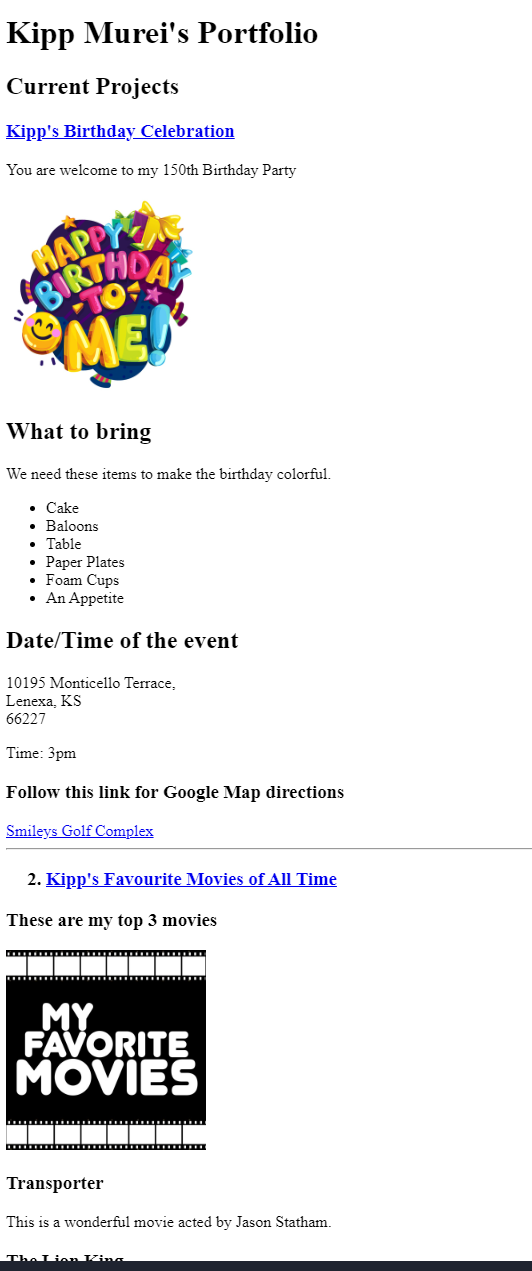 Kipp Murei's Portfolio
Current Projects
Kipp's Birthday Celebration
You are welcome to my 150th Birthday Party
HAPPY
BIRTHDAY
TO
ME!
What to bring
We need these items to make the birthday colorful.
Cake
Baloons
Table
Paper Plates
Foam Cups
An Appetite
Date/Time of the event
10195 Monticello Terrace,
Lenexa, KS
66227
Time: 3pm
Follow this link for Google Map directions
Smileys Golf Complex
2. Kipp's Favourite Movies of All Time
These are my top 3 movies
MY
FAVORITE
MOVIES
Transporter
This is a wonderful movie acted by Jason Statham.
The Lion King